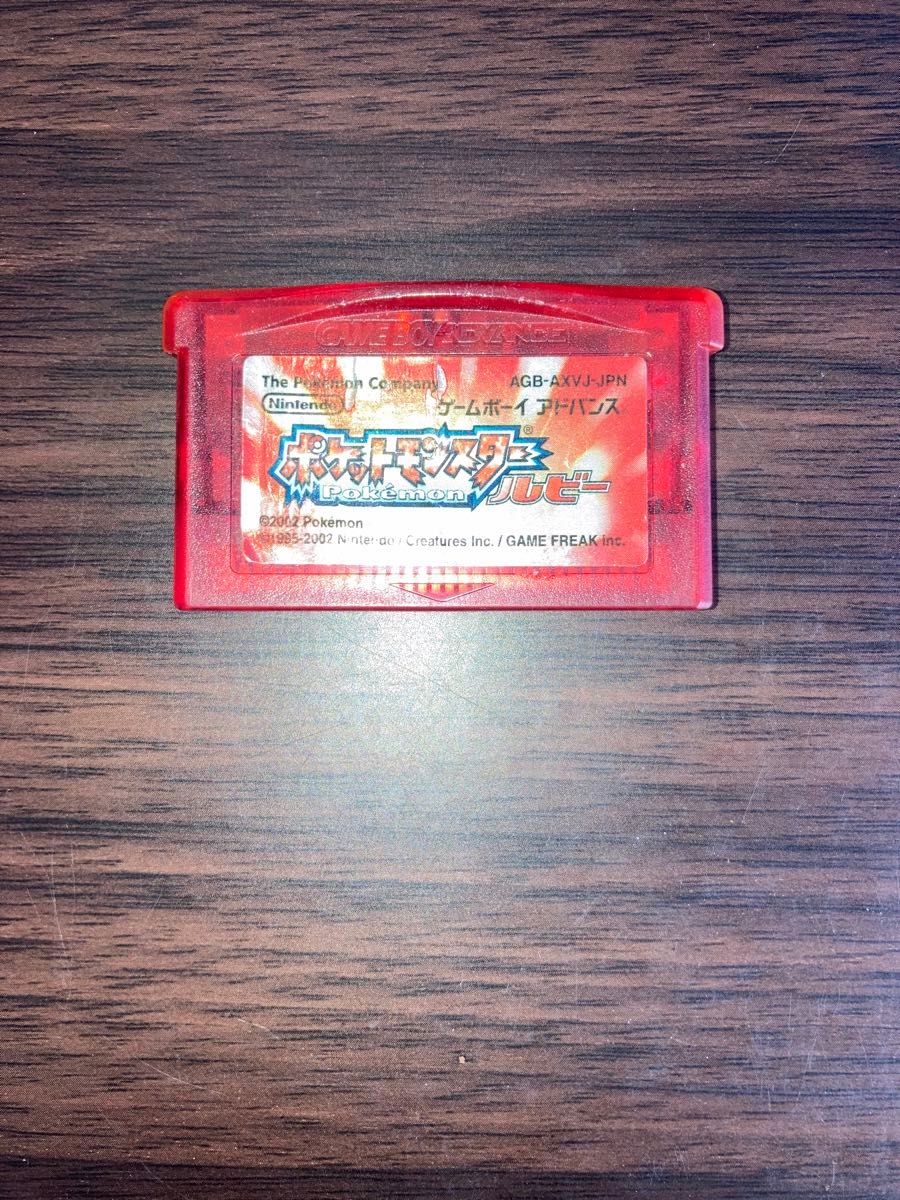 GAME BOY ADVANCE
The Pokémon Company
AGB-AXVJ-JPN
Nintendo
ゲームボーイ アドバンス
ポケットモンスター®
Pokémon
ルビー
©2002 Pokémon
©1995-2002 Nintendo / Creatures Inc. / GAME FREAK inc.